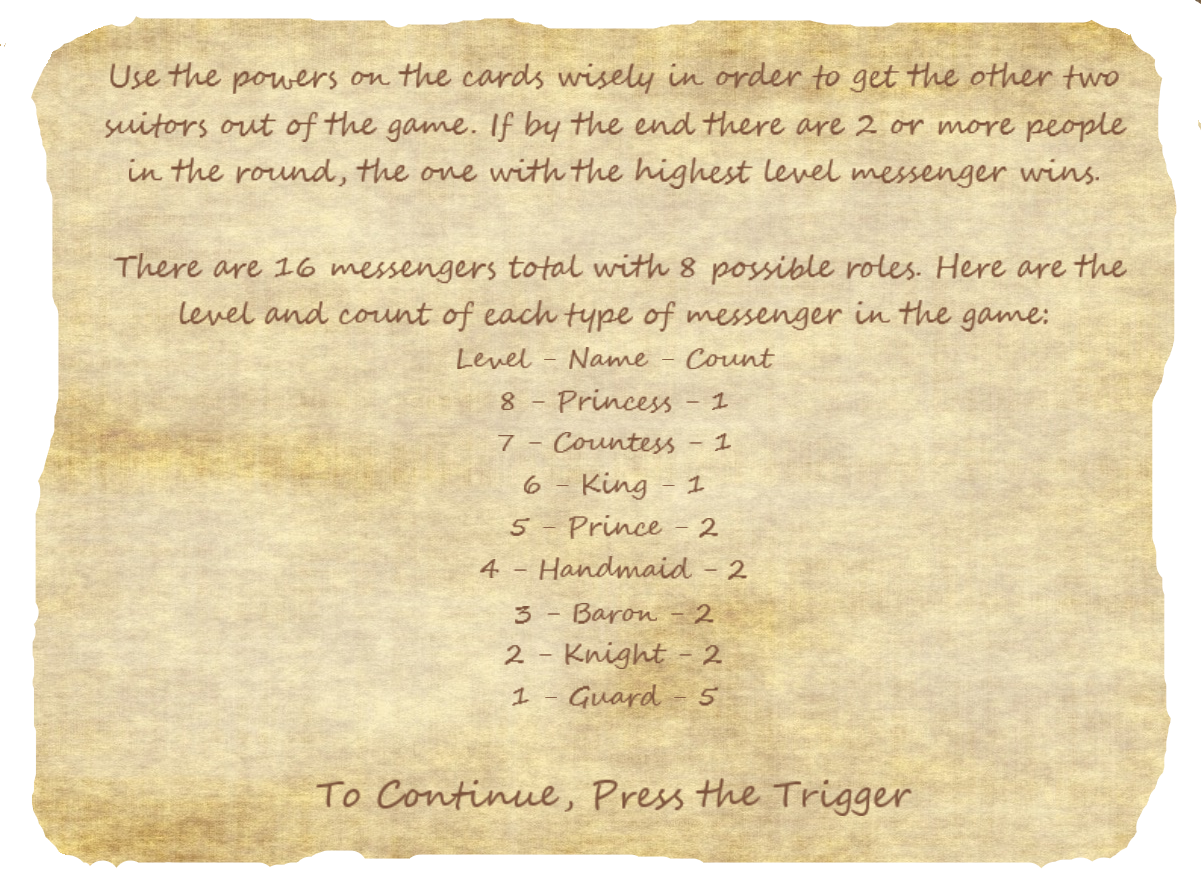 Use the powers on the cards wisely in order to get the other two
suitors out of the game. If by the end there are 2 or more people
in the round, the one with the highest level messenger wins.
There are 16 messengers total with 8 possible roles. Here are the
level and count of each type of messenger in the game:
Level - Name - Count
8 - Princess - 1
7 - Countess - 1
6 - King - 1
5 - Prince - 2
4 - Handmaid - 2
3 - Baron - 2
2 - Knight - 2
1 - Guard - 5
To Continue, Press the Trigger